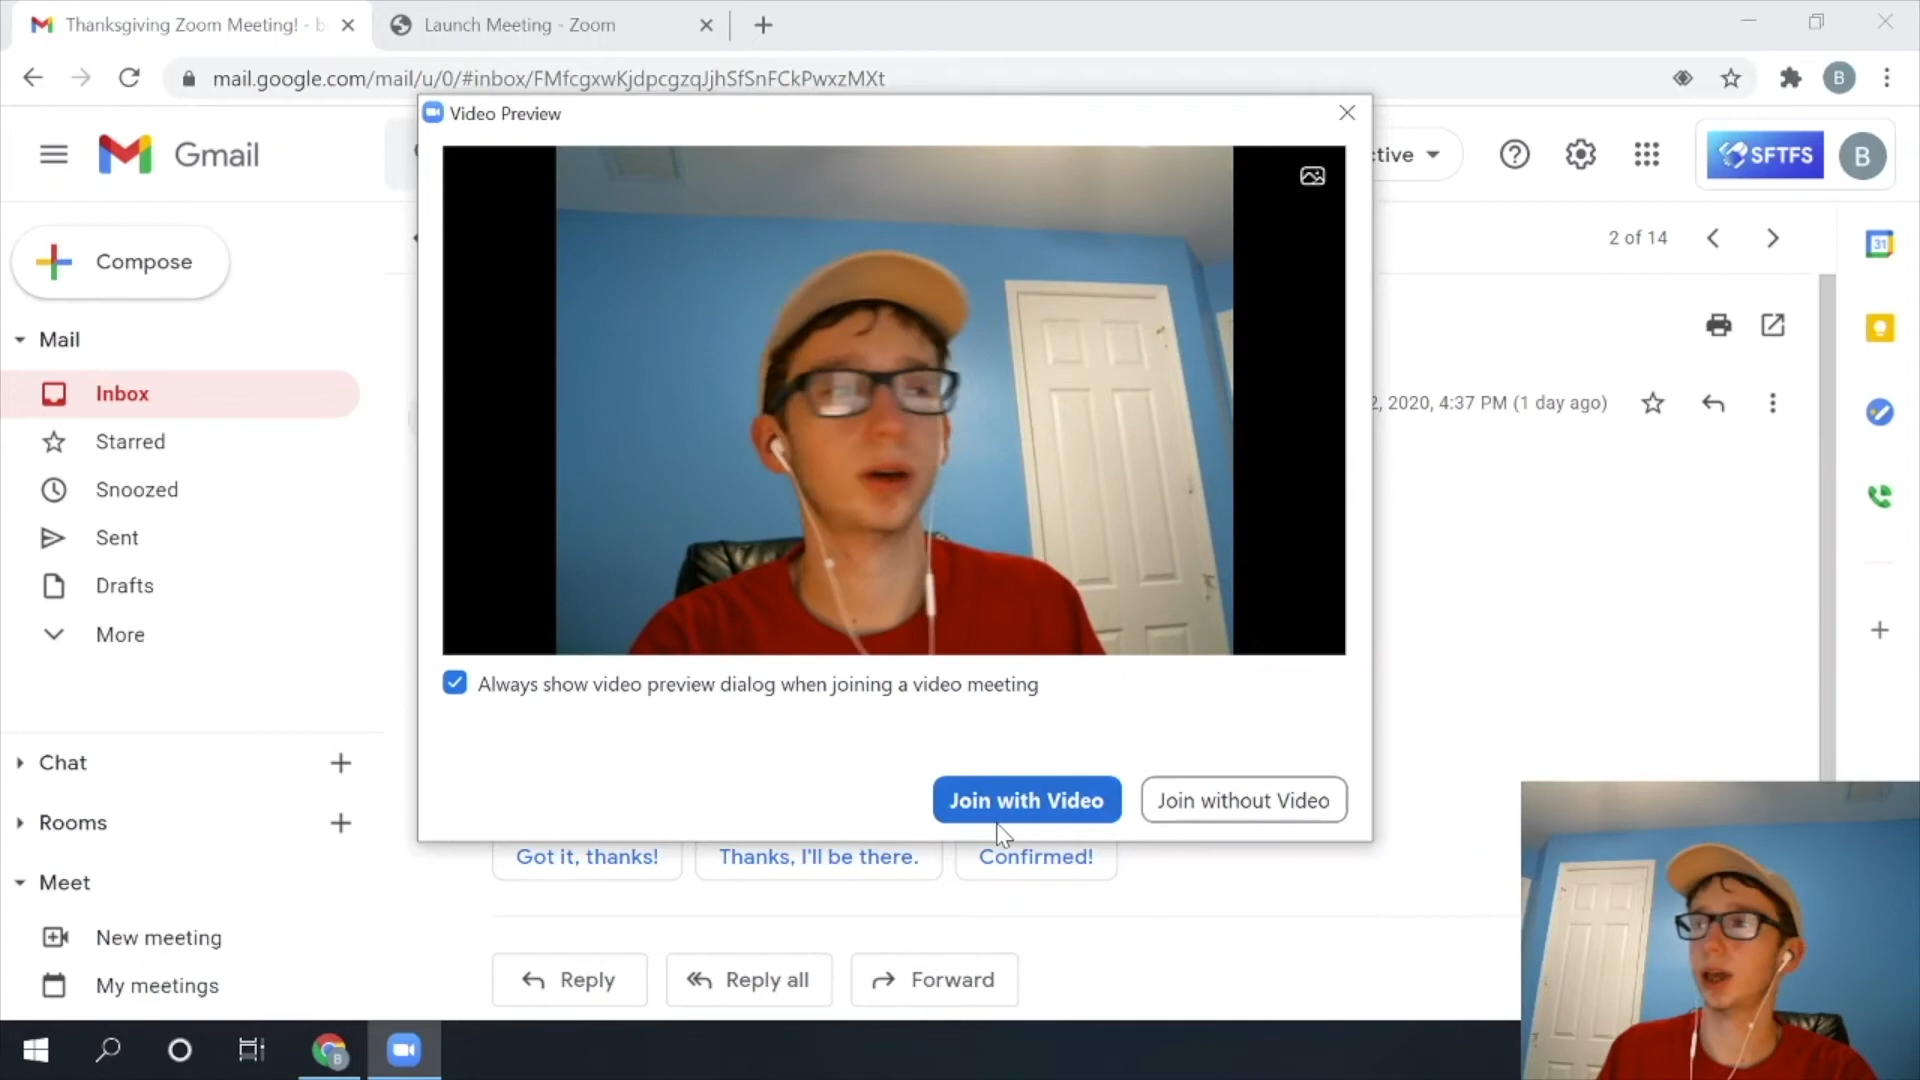 Thanksgiving Zoom Meeting! - b
Launch Meeting - Zoom
mail.google.com/mail/u/0/#inbox/FMfcgxwKjdpcgzqJjhSfSnFCkPwxzMXt
B
Video Preview
Gmail
ctive
SFTFS
B
Compose
2 of 14
31
Mail
Inbox
2, 2020, 4:37 PM (1 day ago)
Starred
Snoozed
Sent
Drafts
More
Always show video preview dialog when joining a video meeting
Chat
Join with Video
Join without Video
Rooms
Got it, thanks!
Thanks, I'll be there.
Confirmed!
Meet
New meeting
Reply
Reply all
Forward
My meetings
B